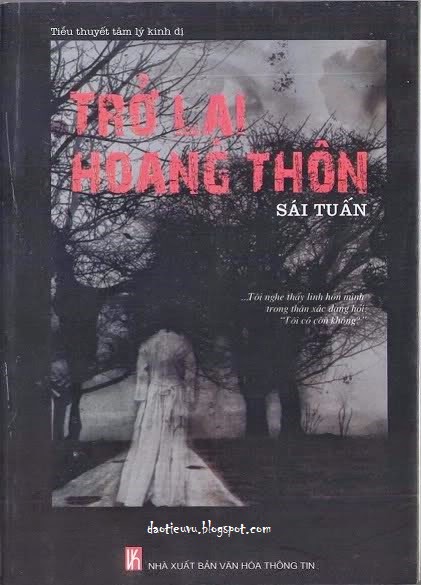 Tiểu thuyết tâm lý kinh dị
TRỞ LẠI
HOANG THÔN
SÁI TUẤN
...Tôi nghe thấy linh hồn mình
trong thân xác đang hỏi:
"Tôi có còn không?"
daotieuvu.blogspot.com
NHÀ XUẤT BẢN VĂN HÓA THÔNG TIN